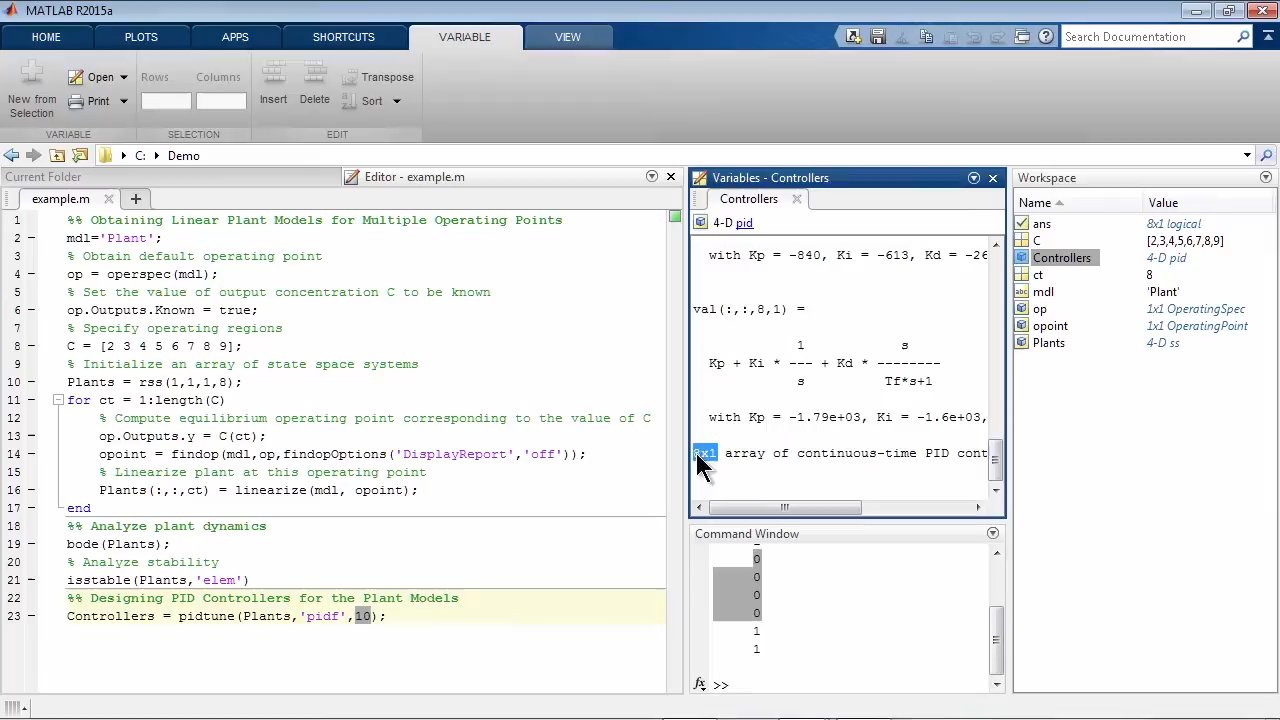 MATLAB R2015a
HOME PLOTS APPS SHORTCUTS VARIABLE VIEW Search Documentation
New from Selection
Open
Print
Rows Columns
Insert Delete
Transpose
Sort
VARIABLE SELECTION EDIT
C: Demo
Current Folder
Editor - example.m
example.m
1 %% Obtaining Linear Plant Models for Multiple Operating Points
2 mdl='Plant';
3 % Obtain default operating point
4 op = operspec(mdl);
5 % Set the value of output concentration C to be known
6 op.Outputs.Known = true;
7 % Specify operating regions
8 C = [2 3 4 5 6 7 8 9];
9 % Initialize an array of state space systems
10 Plants = rss(1,1,1,8);
11 for ct = 1:length(C)
12 % Compute equilibrium operating point corresponding to the value of C
13 op.Outputs.y = C(ct);
14 opoint = findop(mdl,op,findopOptions('DisplayReport','off'));
15 % Linearize plant at this operating point
16 Plants(:,:,ct) = linearize(mdl, opoint);
17 end
18 %% Analyze plant dynamics
19 bode(Plants);
20 % Analyze stability
21 isstable(Plants,'elem')
22 %% Designing PID Controllers for the Plant Models
23 Controllers = pidtune(Plants,'pidf',10);
Variables - Controllers
Controllers
4-D pid
with Kp = -840, Ki = -613, Kd = -26
val(:,:,8,1) =
1 s
Kp + Ki * --- + Kd * --------
s Tf*s+1
with Kp = -1.79e+03, Ki = -1.6e+03,
8x1 array of continuous-time PID cont
Command Window
0
0
0
0
1
1
fx >>
Workspace
Name Value
ans 8x1 logical
C [2,3,4,5,6,7,8,9]
Controllers 4-D pid
ct 8
abc mdl 'Plant'
op 1x1 OperatingSpec
opoint 1x1 OperatingPoint
Plants 4-D ss